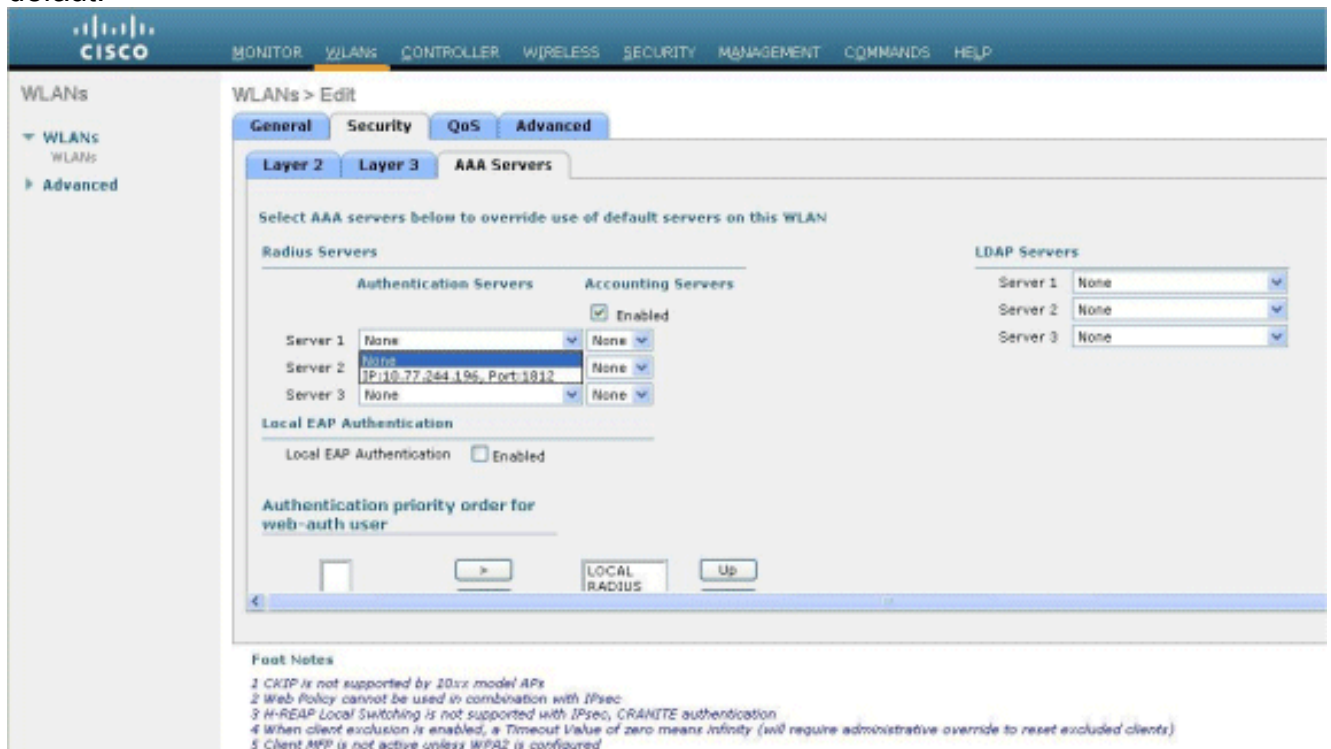 default.
CISCO
MONITOR WLANs CONTROLLER WIRELESS SECURITY MANAGEMENT COMMANDS HELP
WLANs
WLANs
WLANs
Advanced
WLANs > Edit
General Security QoS Advanced
Layer 2 Layer 3 AAA Servers
Select AAA servers below to override use of default servers on this WLAN
Radius Servers
LDAP Servers
Authentication Servers Accounting Servers
Enabled
Server 1 None None
None
IP:10.77.244.196, Port:1812
Server 2 None
Server 3 None None
Server 1 None
Server 2 None
Server 3 None
Local EAP Authentication
Local EAP Authentication Enabled
Authentication priority order for
web-auth user
>
LOCAL
RADIUS
Up
Foot Notes
1 CKIP is not supported by 10xx model APs
2 Web Policy cannot be used in combination with IPsec
3 H-REAP Local Switching is not supported with IPsec, CRANITE authentication
4 When client exclusion is enabled, a Timeout Value of zero means infinity (will require administrative override to reset excluded clients)
5 Client MFP is not active unless WPA2 is configured